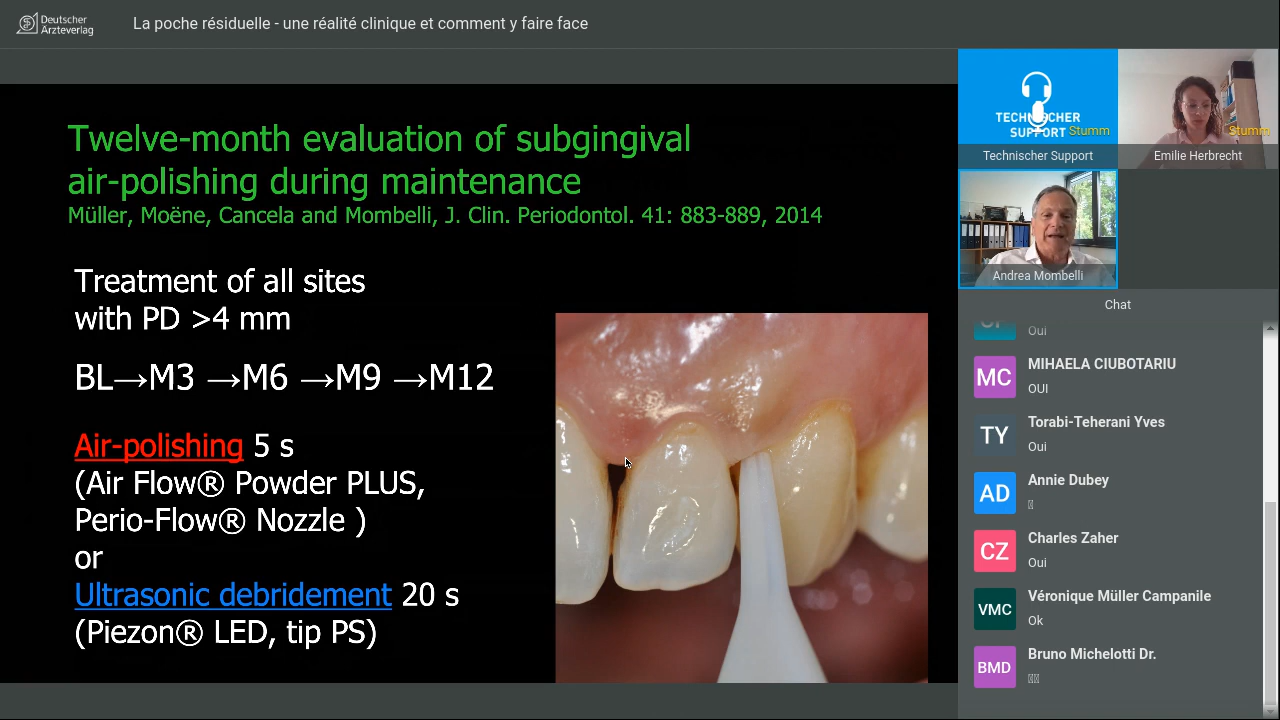 Deutscher
Ärzteverlag
La poche résiduelle - une réalité clinique et comment y faire face
Twelve-month evaluation of subgingival
air-polishing during maintenance
Müller, Moëne, Cancela and Mombelli, J. Clin. Periodontol. 41: 883-889, 2014
Treatment of all sites
with PD >4 mm
BL→M3 →M6 →M9 →M12
Air-polishing 5 s
(Air Flow® Powder PLUS,
Perio-Flow® Nozzle )
or
Ultrasonic debridement 20 s
(Piezon® LED, tip PS)
TECHNISCHER
SUPPORT
Stumm
Technischer Support
Stumm
Emilie Herbrecht
Andrea Mombelli
Chat
Oui
MC
MIHAELA CIUBOTARIU
OUI
TY
Torabi-Teherani Yves
Oui
AD
Annie Dubey
CZ
Charles Zaher
Oui
VMC
Véronique Müller Campanile
Ok
BMD
Bruno Michelotti Dr.